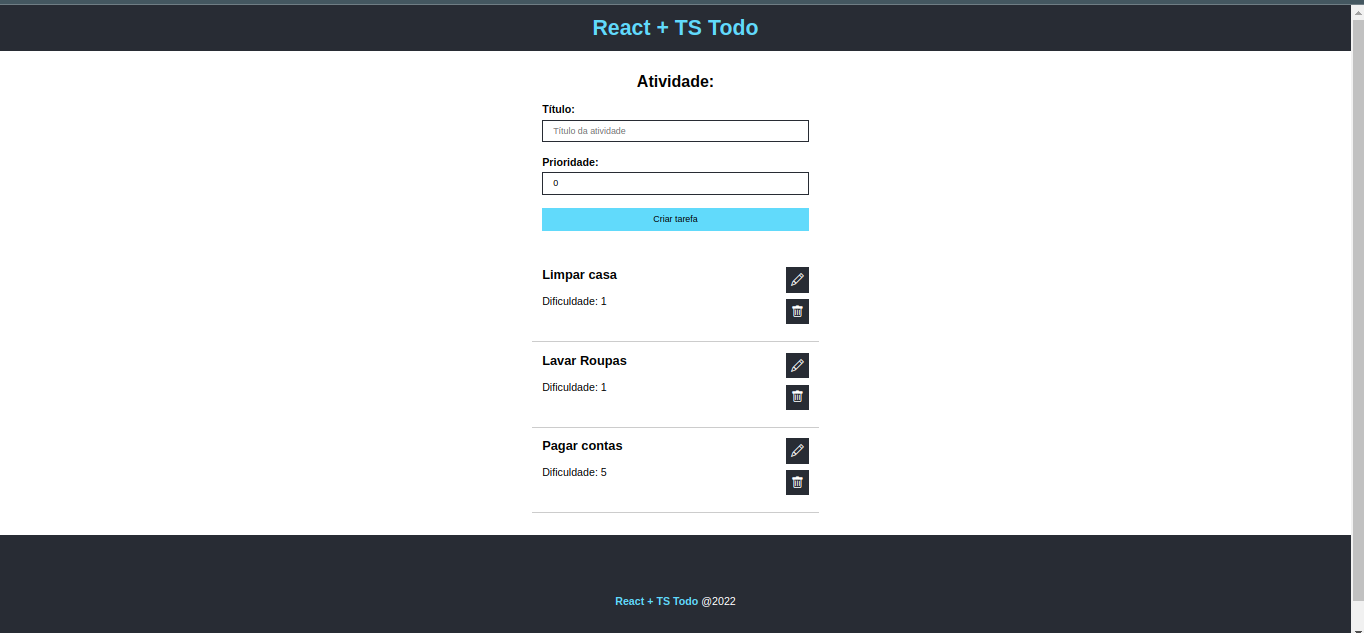 React + TS Todo
Atividade:
Título:
Título da atividade
Prioridade:
0
Criar tarefa
Limpar casa
Dificuldade: 1
Lavar Roupas
Dificuldade: 1
Pagar contas
Dificuldade: 5
React + TS Todo @2022